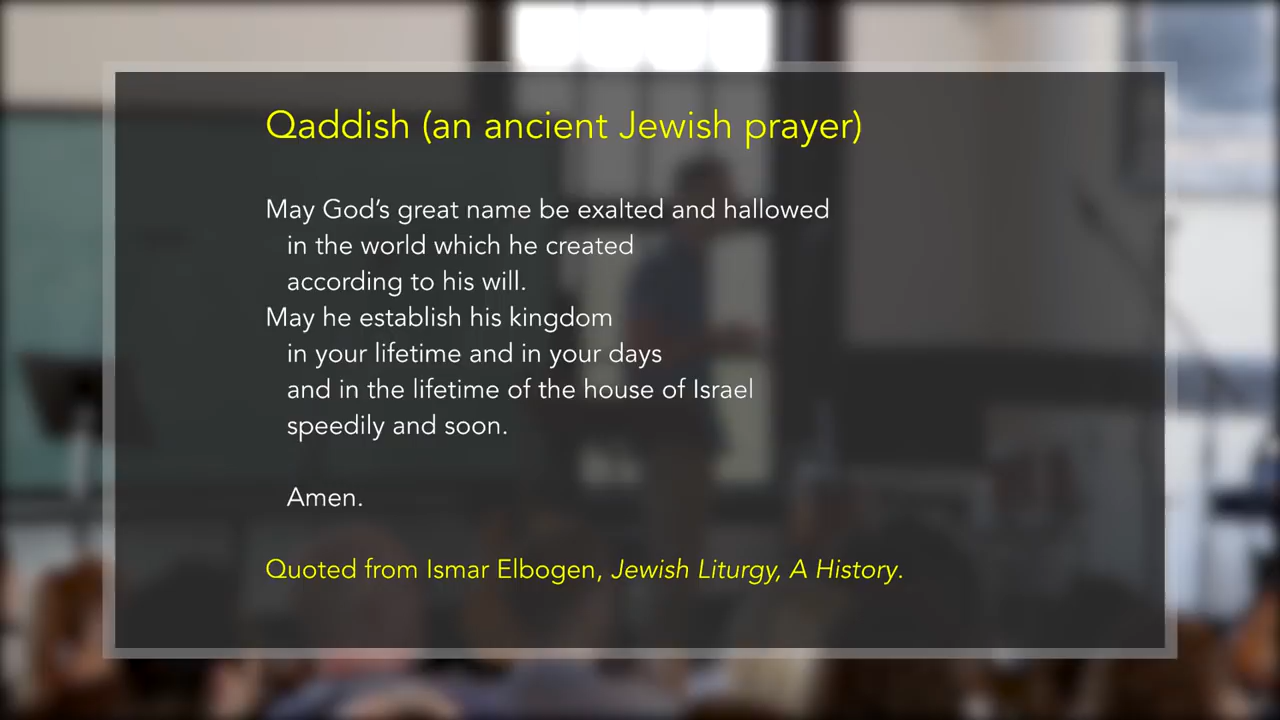 Qaddish (an ancient Jewish prayer)
May God’s great name be exalted and hallowed
in the world which he created
according to his will.
May he establish his kingdom
in your lifetime and in your days
and in the lifetime of the house of Israel
speedily and soon.
Amen.
Quoted from Ismar Elbogen, Jewish Liturgy, A History.